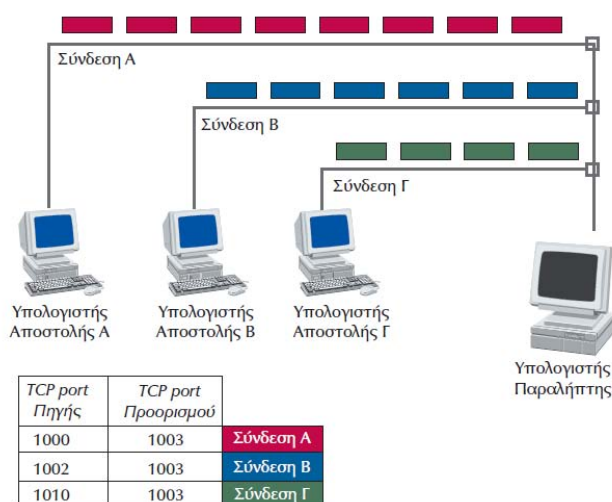 Σύνδεση Α
Σύνδεση Β
Σύνδεση Γ
Υπολογιστής
Αποστολής Α
Υπολογιστής
Αποστολής Β
Υπολογιστής
Αποστολής Γ
Υπολογιστής
Παραλήπτης
TCP port
Πηγής
TCP port
Προορισμού
1000 1003 Σύνδεση Α
1002 1003 Σύνδεση Β
1010 1003 Σύνδεση Γ